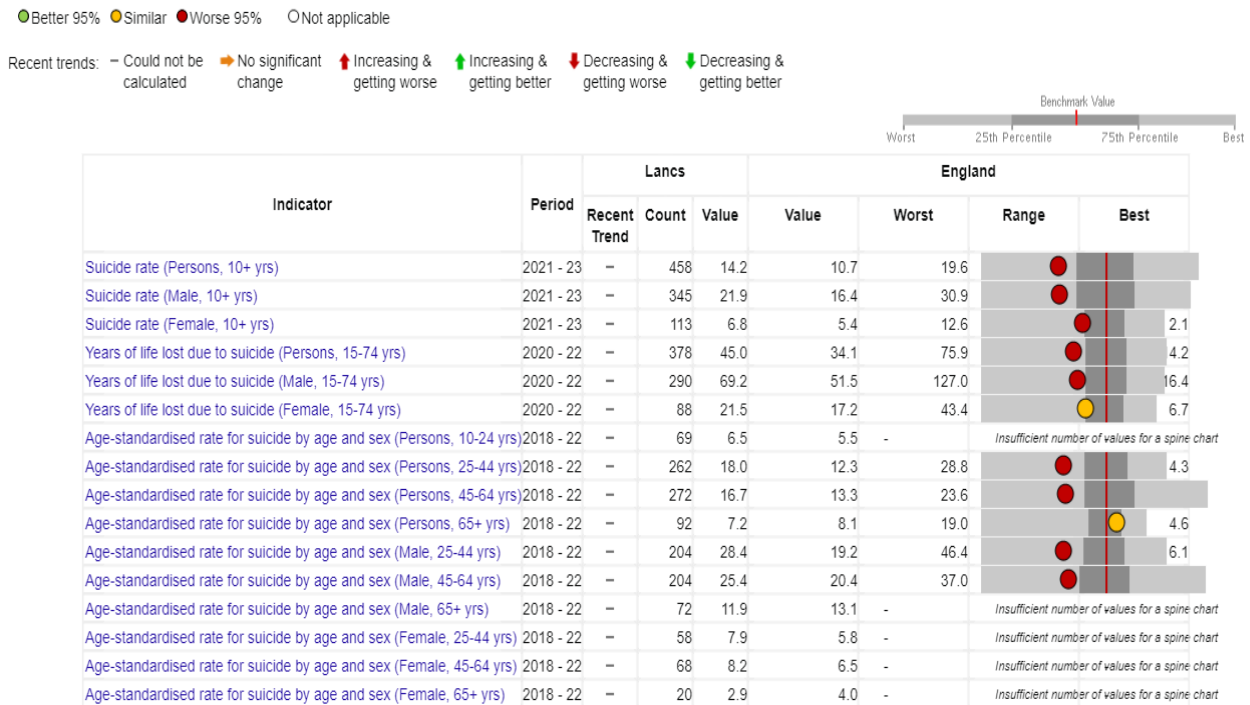 Better 95% Similar Worse 95% Not applicable
Recent trends: – Could not be calculated No significant change Increasing & getting worse Increasing & getting better Decreasing & getting worse Decreasing & getting better
Benchmark Value
Worst 25th Percentile 75th Percentile Best
Indicator Period Lancs England
Recent Trend Count Value Value Worst Range Best
Suicide rate (Persons, 10+ yrs) 2021 - 23 – 458 14.2 10.7 19.6
Suicide rate (Male, 10+ yrs) 2021 - 23 – 345 21.9 16.4 30.9
Suicide rate (Female, 10+ yrs) 2021 - 23 – 113 6.8 5.4 12.6 2.1
Years of life lost due to suicide (Persons, 15-74 yrs) 2020 - 22 – 378 45.0 34.1 75.9 4.2
Years of life lost due to suicide (Male, 15-74 yrs) 2020 - 22 – 290 69.2 51.5 127.0 16.4
Years of life lost due to suicide (Female, 15-74 yrs) 2020 - 22 – 88 21.5 17.2 43.4 6.7
Age-standardised rate for suicide by age and sex (Persons, 10-24 yrs) 2018 - 22 – 69 6.5 5.5 - Insufficient number of values for a spine chart
Age-standardised rate for suicide by age and sex (Persons, 25-44 yrs) 2018 - 22 – 262 18.0 12.3 28.8 4.3
Age-standardised rate for suicide by age and sex (Persons, 45-64 yrs) 2018 - 22 – 272 16.7 13.3 23.6
Age-standardised rate for suicide by age and sex (Persons, 65+ yrs) 2018 - 22 – 92 7.2 8.1 19.0 4.6
Age-standardised rate for suicide by age and sex (Male, 25-44 yrs) 2018 - 22 – 204 28.4 19.2 46.4 6.1
Age-standardised rate for suicide by age and sex (Male, 45-64 yrs) 2018 - 22 – 204 25.4 20.4 37.0
Age-standardised rate for suicide by age and sex (Male, 65+ yrs) 2018 - 22 – 72 11.9 13.1 - Insufficient number of values for a spine chart
Age-standardised rate for suicide by age and sex (Female, 25-44 yrs) 2018 - 22 – 58 7.9 5.8 - Insufficient number of values for a spine chart
Age-standardised rate for suicide by age and sex (Female, 45-64 yrs) 2018 - 22 – 68 8.2 6.5 - Insufficient number of values for a spine chart
Age-standardised rate for suicide by age and sex (Female, 65+ yrs) 2018 - 22 – 20 2.9 4.0 - Insufficient number of values for a spine chart